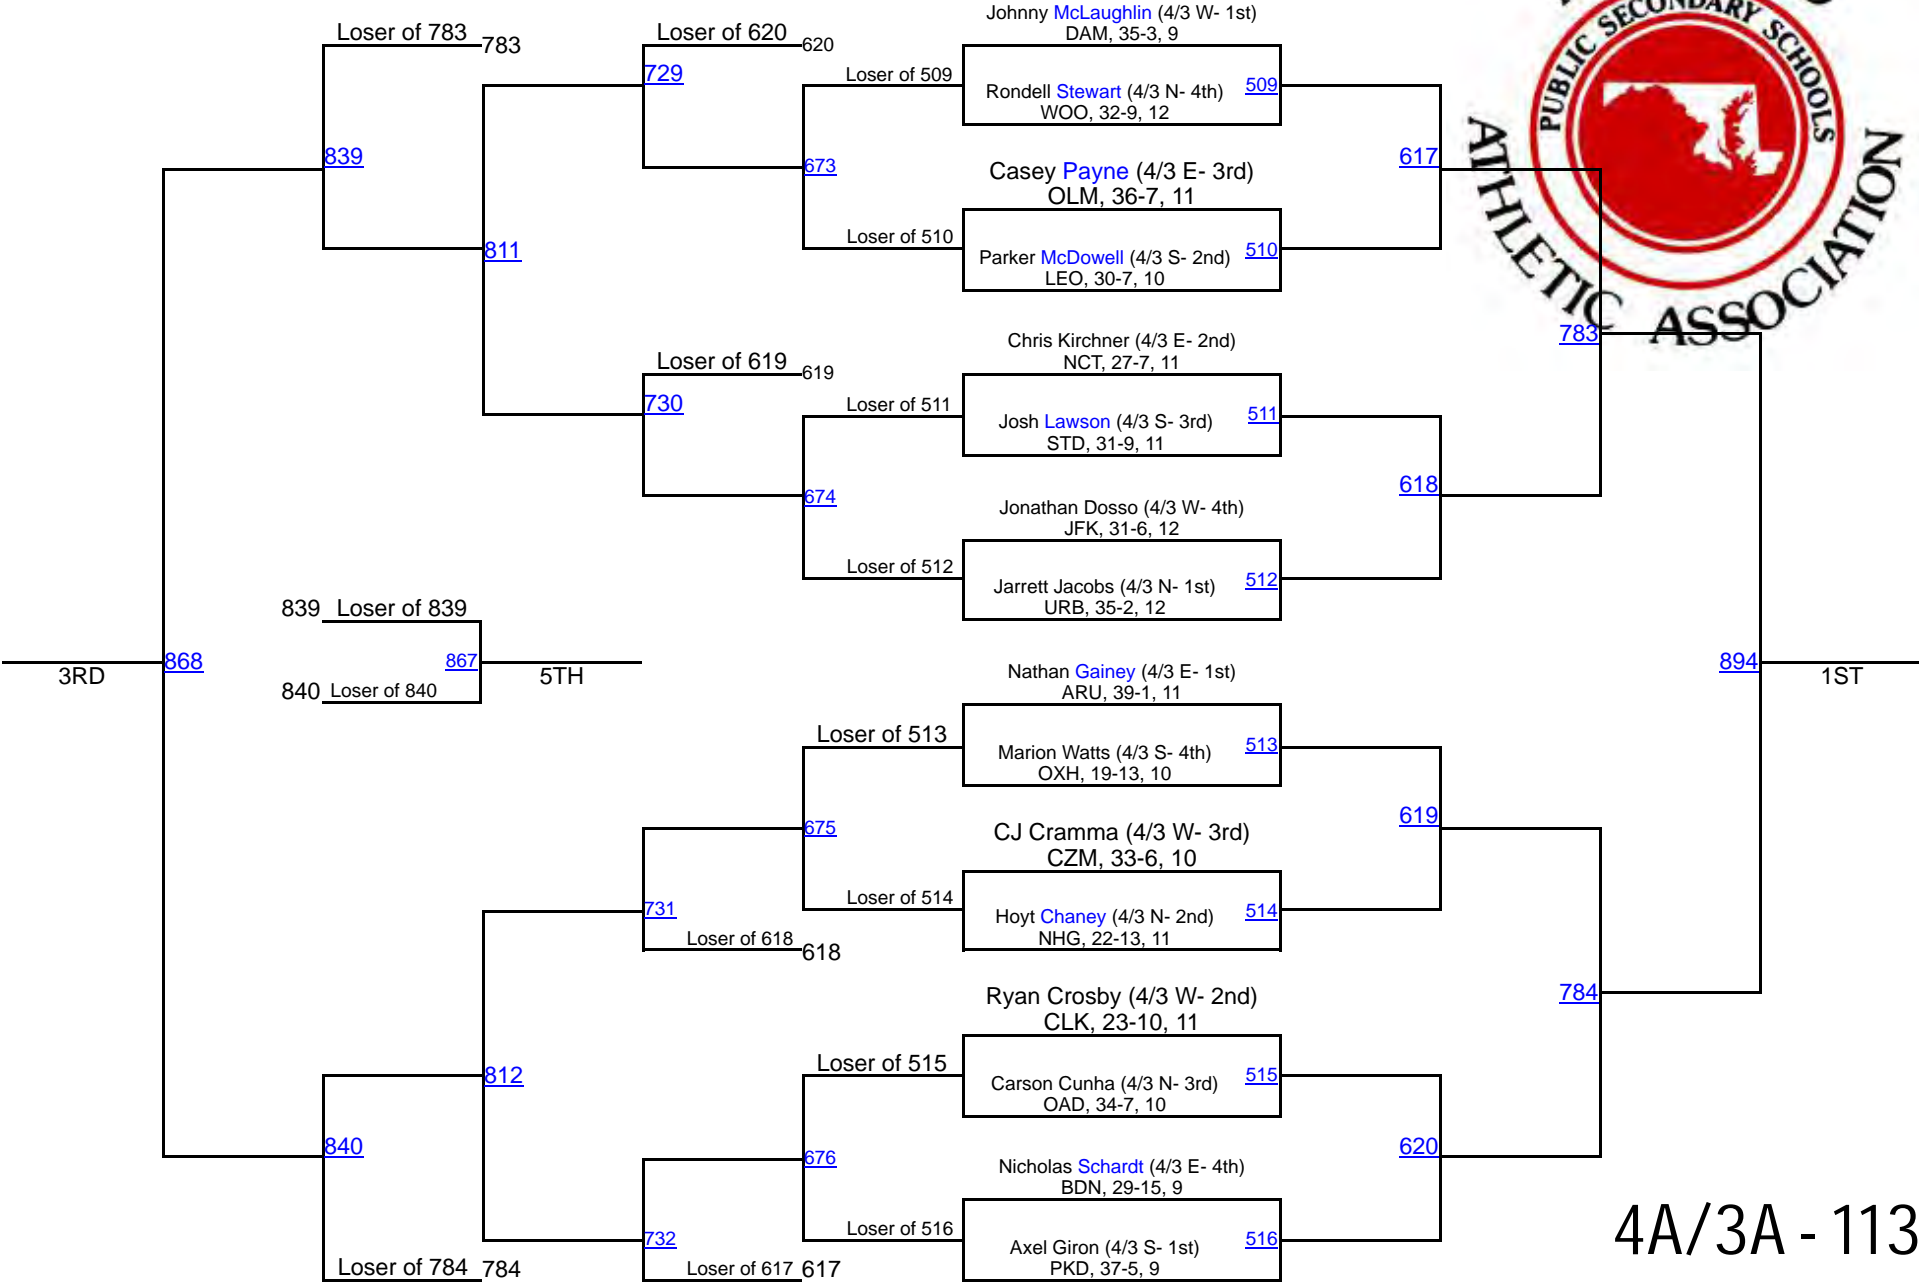 Johnny McLaughlin (4/3 W- 1st)
DAM, 35-3, 9
Loser of 783 783
Loser of 620 620
729
Loser of 509
Rondell Stewart (4/3 N- 4th) 509
WOO, 32-9, 12
PUBLIC SECONDARY SCHOOLS
ATHLETIC ASSOCIATION
839
673
Casey Payne (4/3 E- 3rd)
OLM, 36-7, 11
617
811
Loser of 510
Parker McDowell (4/3 S- 2nd) 510
LEO, 30-7, 10
Chris Kirchner (4/3 E- 2nd)
NCT, 27-7, 11
783
Loser of 619 619
730
Loser of 511
Josh Lawson (4/3 S- 3rd) 511
STD, 31-9, 11
674
618
Jonathan Dosso (4/3 W- 4th)
JFK, 31-6, 12
Loser of 512
Jarrett Jacobs (4/3 N- 1st) 512
URB, 35-2, 12
839 Loser of 839
868
3RD
867
5TH
840 Loser of 840
894
1ST
Nathan Gainey (4/3 E- 1st)
ARU, 39-1, 11
Loser of 513
Marion Watts (4/3 S- 4th) 513
OXH, 19-13, 10
675
CJ Cramma (4/3 W- 3rd)
CZM, 33-6, 10
619
731
Loser of 514
Hoyt Chaney (4/3 N- 2nd) 514
NHG, 22-13, 11
Loser of 618 618
Ryan Crosby (4/3 W- 2nd)
CLK, 23-10, 11
784
812
Loser of 515
Carson Cunha (4/3 N- 3rd) 515
OAD, 34-7, 10
840
676
Nicholas Schardt (4/3 E- 4th)
BDN, 29-15, 9
620
732
Loser of 516
Axel Giron (4/3 S- 1st) 516
PKD, 37-5, 9
Loser of 784 784
Loser of 617 617
4A/3A - 113